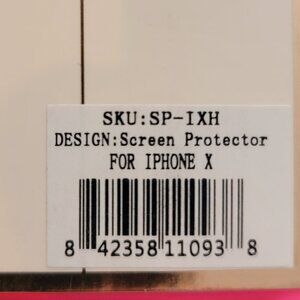 SKU:SP-IXH
DESIGN:Screen Protector
FOR IPHONE X
8 42358 11093 8